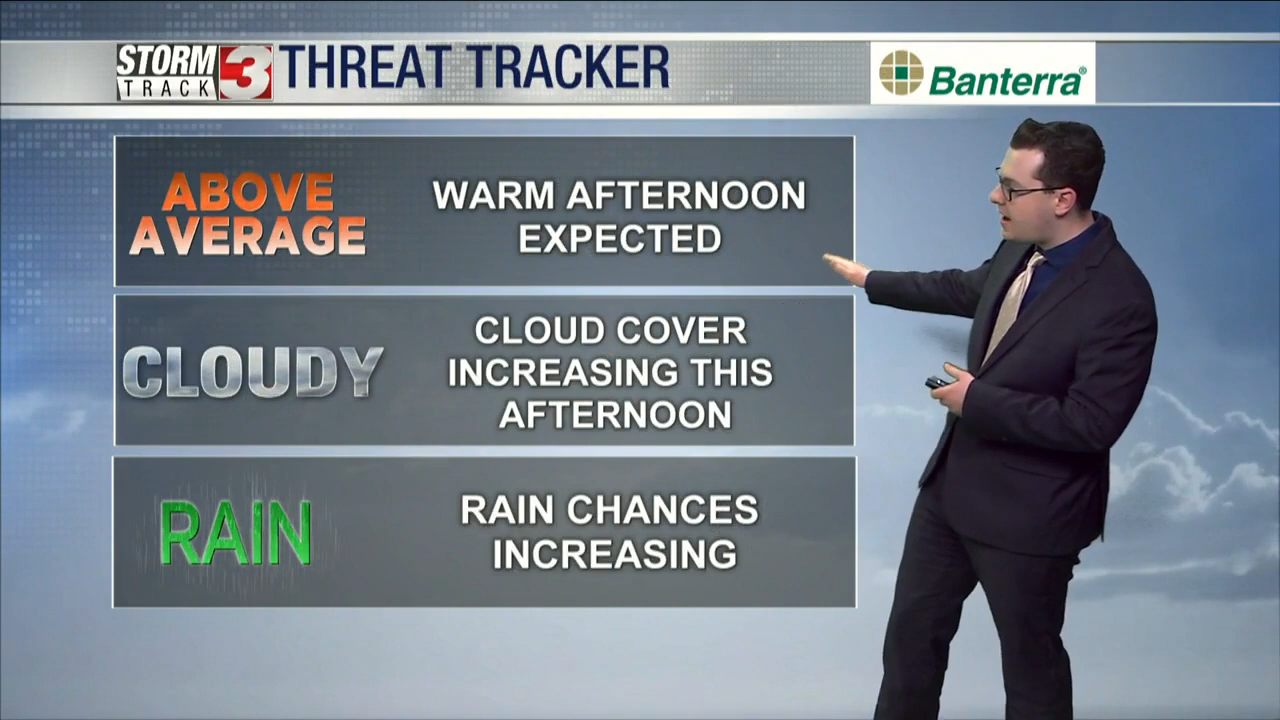 STORM
TRACK
3
THREAT TRACKER
Banterra®
ABOVE
AVERAGE
WARM AFTERNOON
EXPECTED
CLOUDY
CLOUD COVER
INCREASING THIS
AFTERNOON
RAIN
RAIN CHANCES
INCREASING